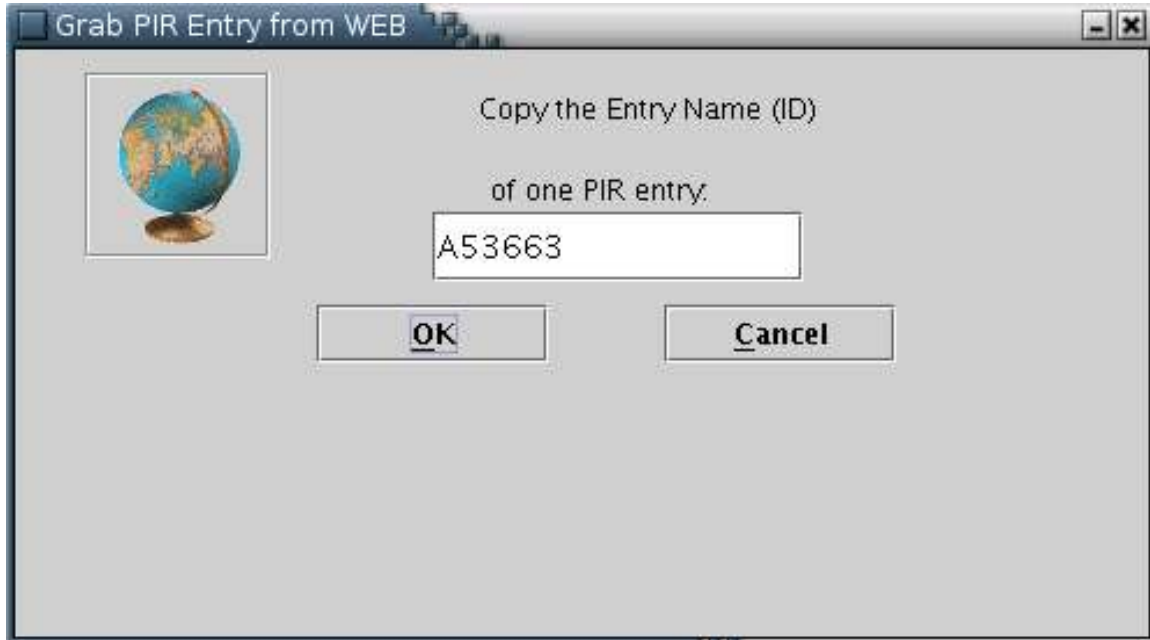 Grab PIR Entry from WEB
Copy the Entry Name (ID)
of one PIR entry:
A53663
OK
Cancel